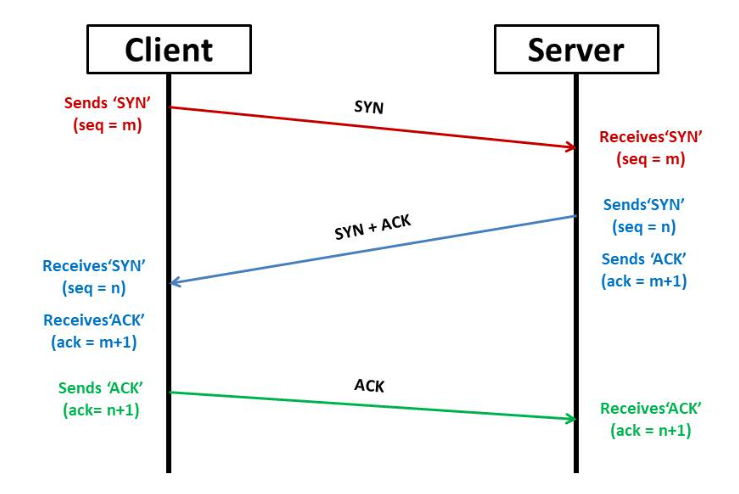 Client
Server
Sends ‘SYN’
(seq = m)
SYN
Receives‘SYN’
(seq = m)
Sends‘SYN’
(seq = n)
Sends ‘ACK’
(ack = m+1)
SYN + ACK
Receives‘SYN’
(seq = n)
Receives‘ACK’
(ack = m+1)
Sends ‘ACK’
(ack= n+1)
ACK
Receives‘ACK’
(ack = n+1)